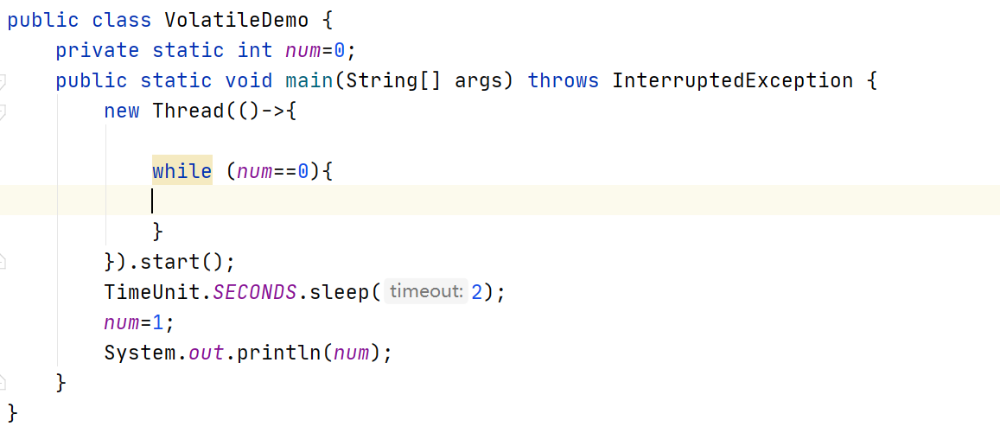 public class VolatileDemo {
    private static int num=0;
    public static void main(String[] args) throws InterruptedException {
        new Thread(()->{
            while (num==0){
            }
        }).start();
        TimeUnit.SECONDS.sleep( timeout: 2);
        num=1;
        System.out.println(num);
    }
}